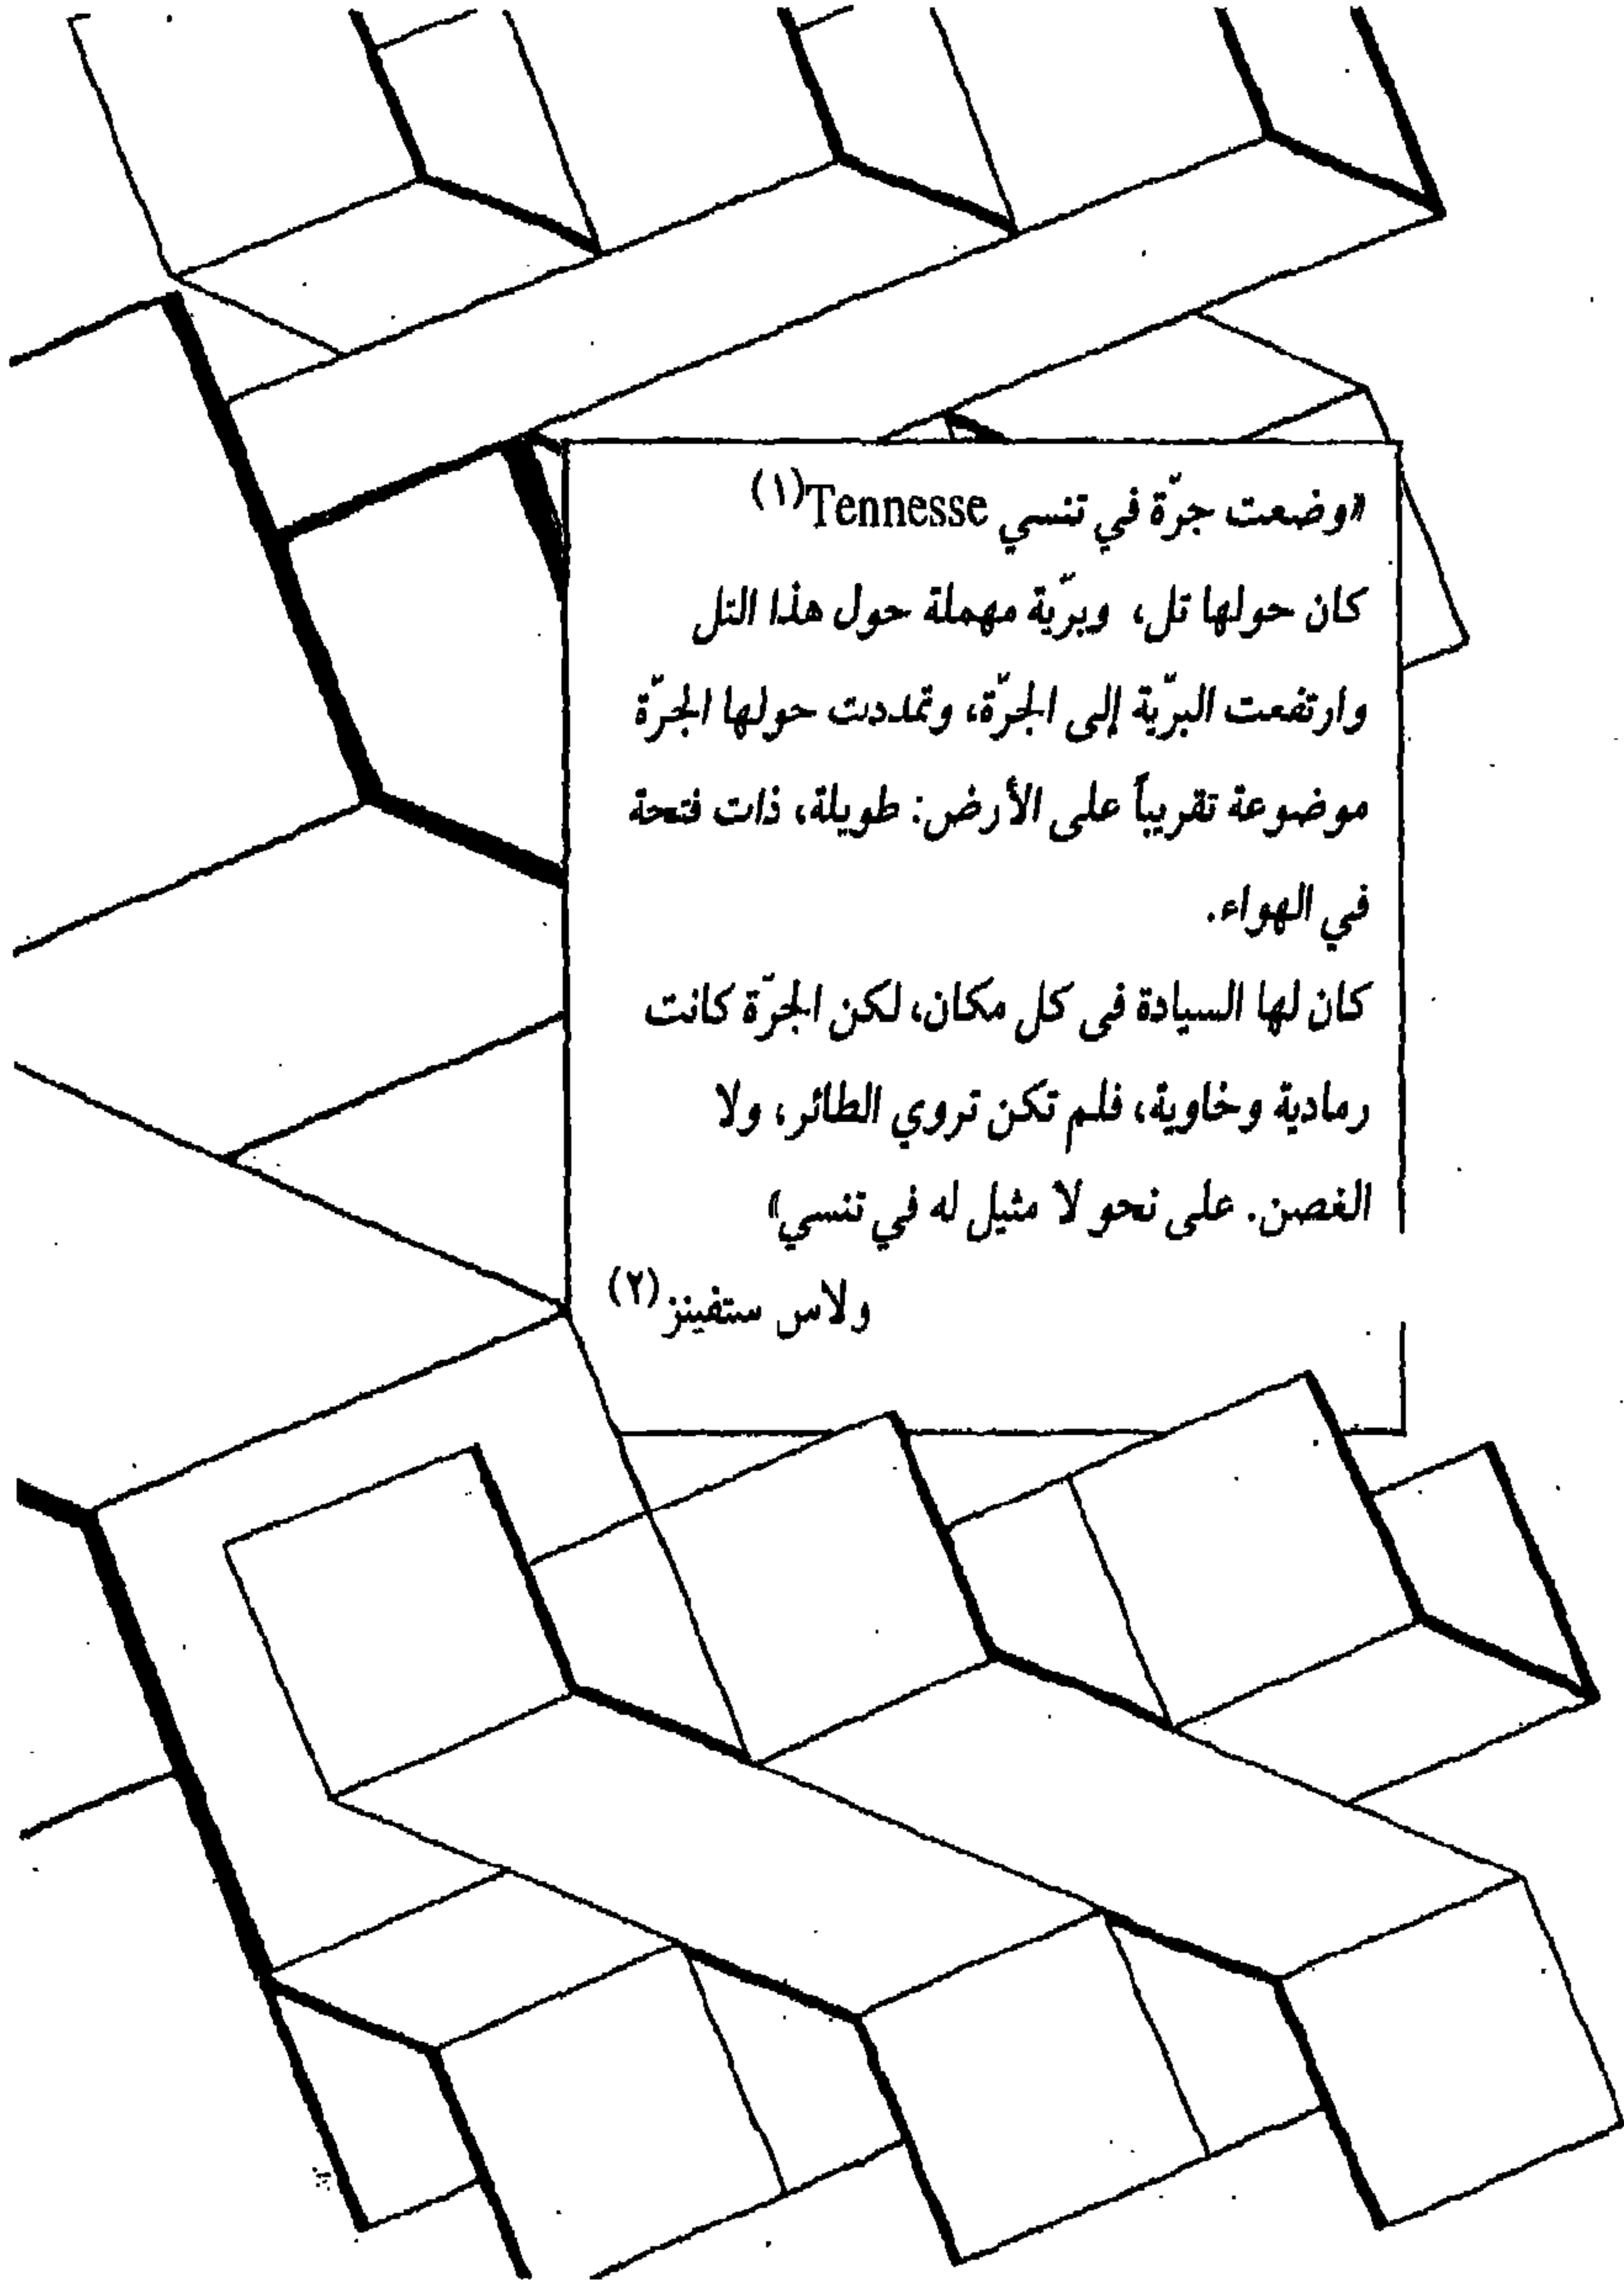 «وضعت جرّة في تنسي Tennesse(١)
كان حولها تل، وبرّية مهملة حول هذا التل
وارتفعت البرّية إلى الجرّة، وتمددت حولها الجرّة
موضوعة تقريباً على الأرض: طويلة، ذات فتحة
في الهواء.
كان لها السيادة في كل مكان، لكن الجرّة كانت
رمادية وخاوية، فلم تكن تروي الطائر، ولا
الغصن. على نحو لا مثيل له في تنسي»
ولاس ستفينز(٢)